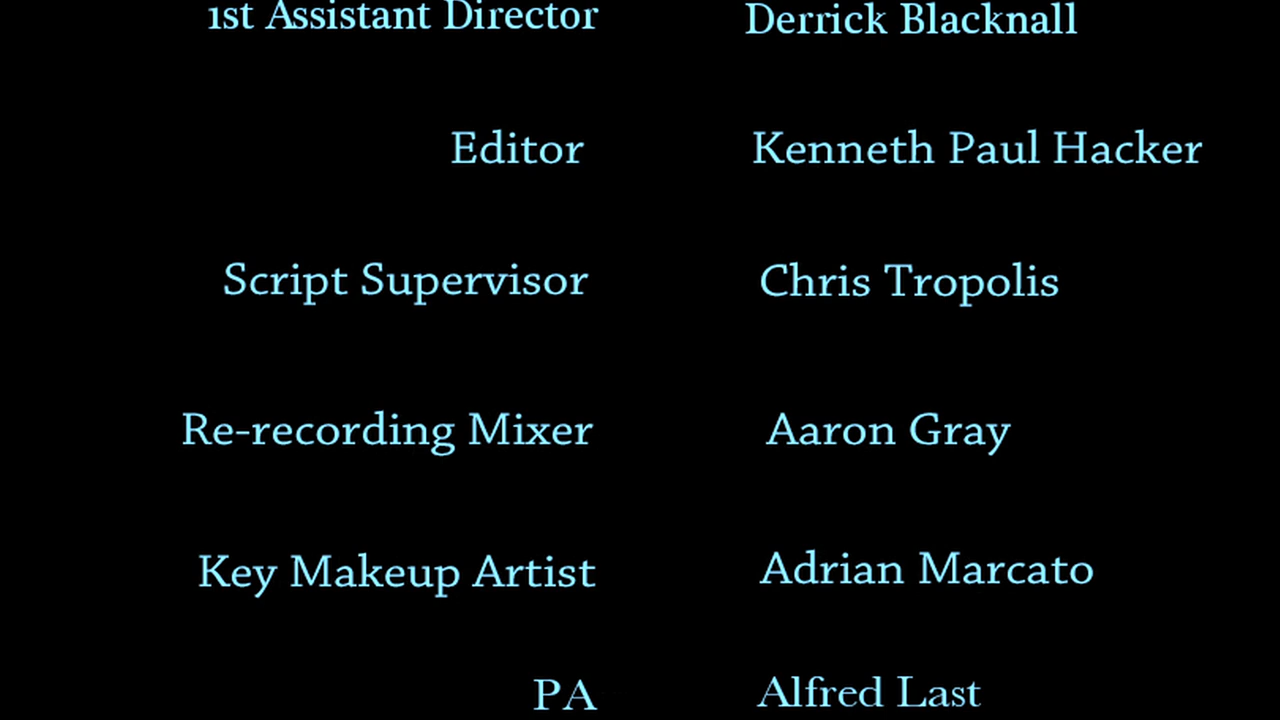 1st Assistant Director Derrick Blacknall
Editor Kenneth Paul Hacker
Script Supervisor Chris Tropolis
Re-recording Mixer Aaron Gray
Key Makeup Artist Adrian Marcato
PA Alfred Last